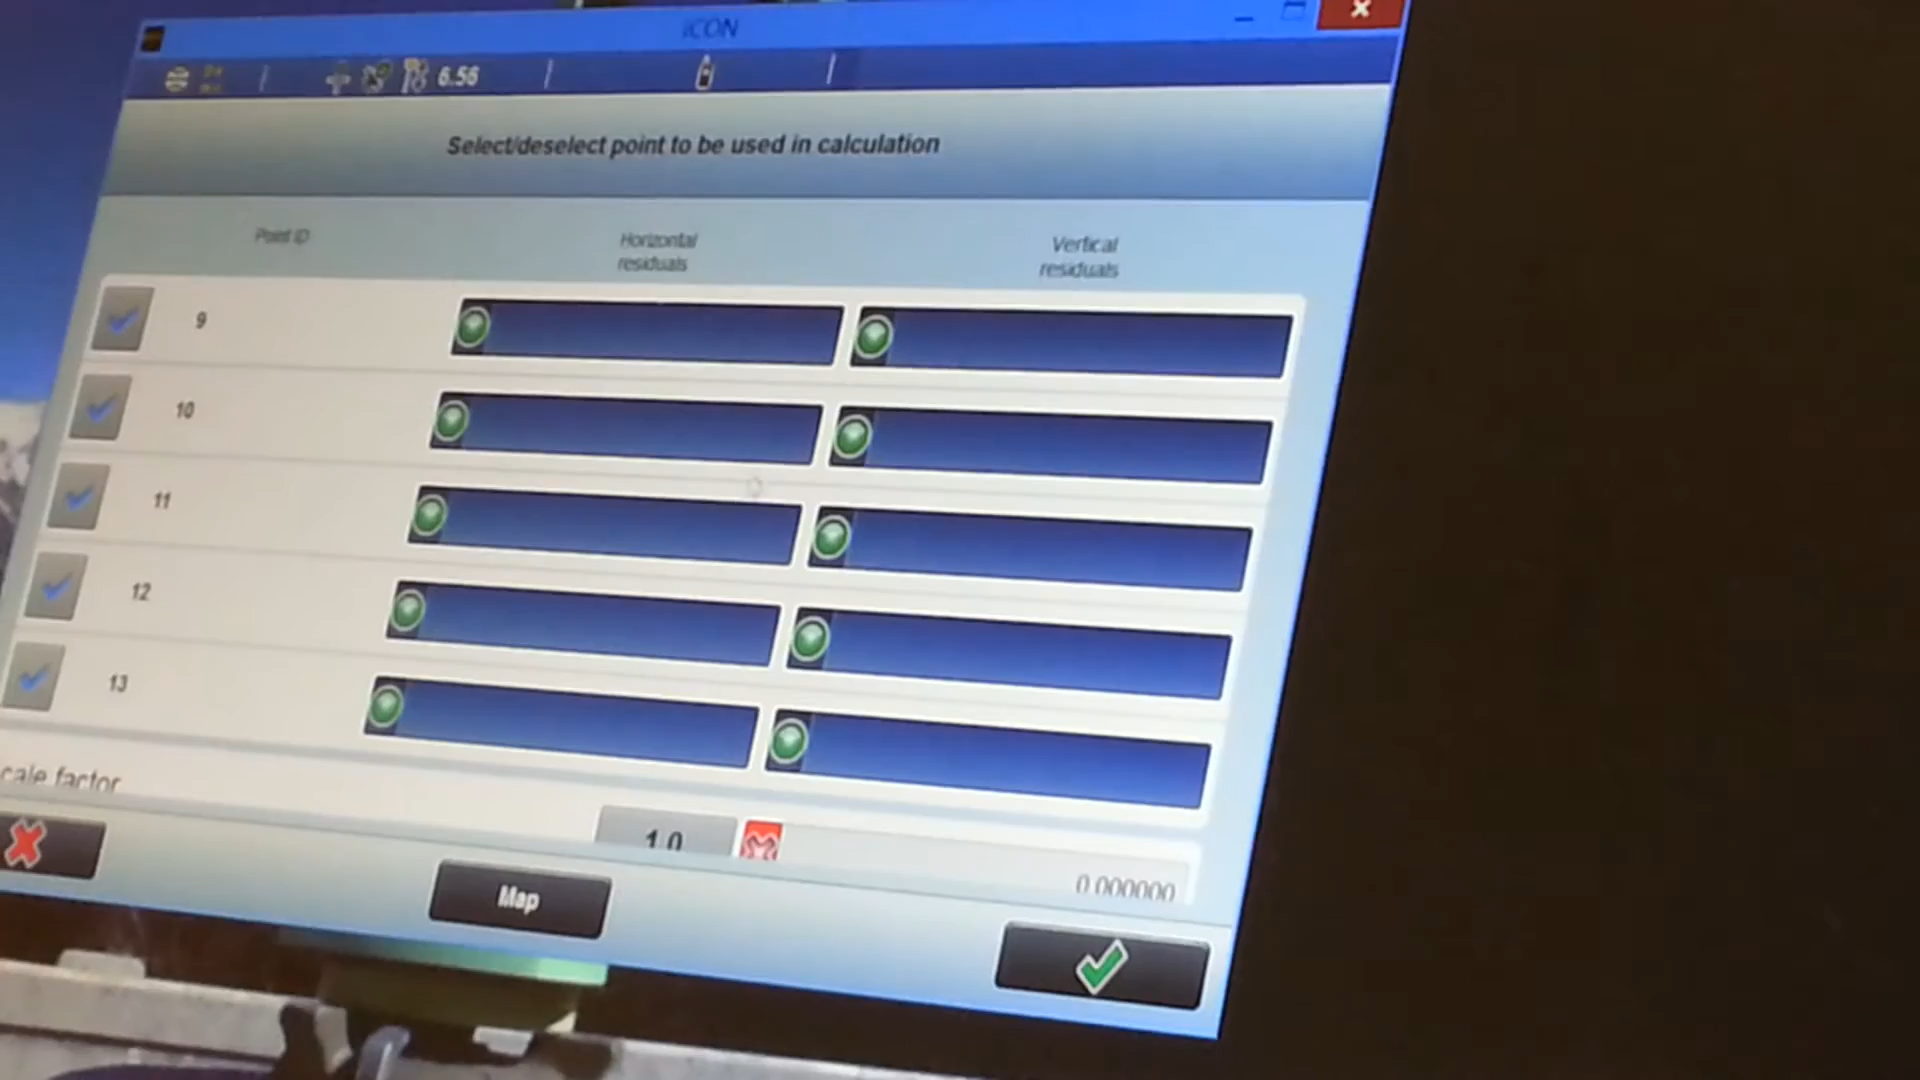 iCON
6.56
Select/deselect point to be used in calculation
Point ID
Horizontal
residuals
Vertical
residuals
9
10
11
12
13
cale factor
1.0
0.000000
Map